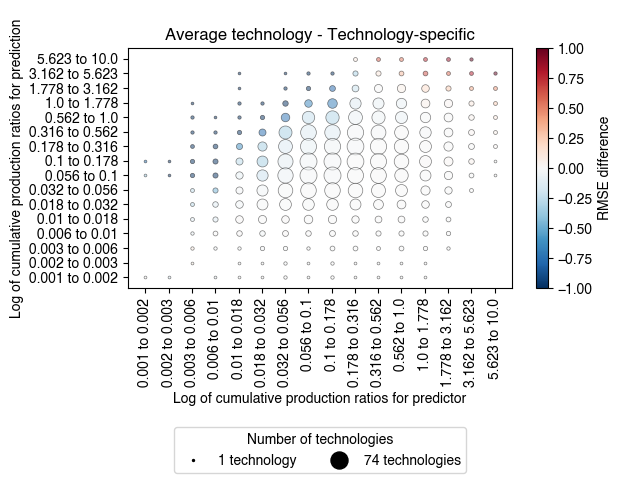 Average technology - Technology-specific
Log of cumulative production ratios for prediction
5.623 to 10.0
3.162 to 5.623
1.778 to 3.162
1.0 to 1.778
0.562 to 1.0
0.316 to 0.562
0.178 to 0.316
0.1 to 0.178
0.056 to 0.1
0.032 to 0.056
0.018 to 0.032
0.01 to 0.018
0.006 to 0.01
0.003 to 0.006
0.002 to 0.003
0.001 to 0.002
0.001 to 0.002
0.002 to 0.003
0.003 to 0.006
0.006 to 0.01
0.01 to 0.018
0.018 to 0.032
0.032 to 0.056
0.056 to 0.1
0.1 to 0.178
0.178 to 0.316
0.316 to 0.562
0.562 to 1.0
1.0 to 1.778
1.778 to 3.162
3.162 to 5.623
5.623 to 10.0
Log of cumulative production ratios for predictor
1.00
0.75
0.50
0.25
0.00
−0.25
−0.50
−0.75
−1.00
RMSE difference
Number of technologies
1 technology
74 technologies